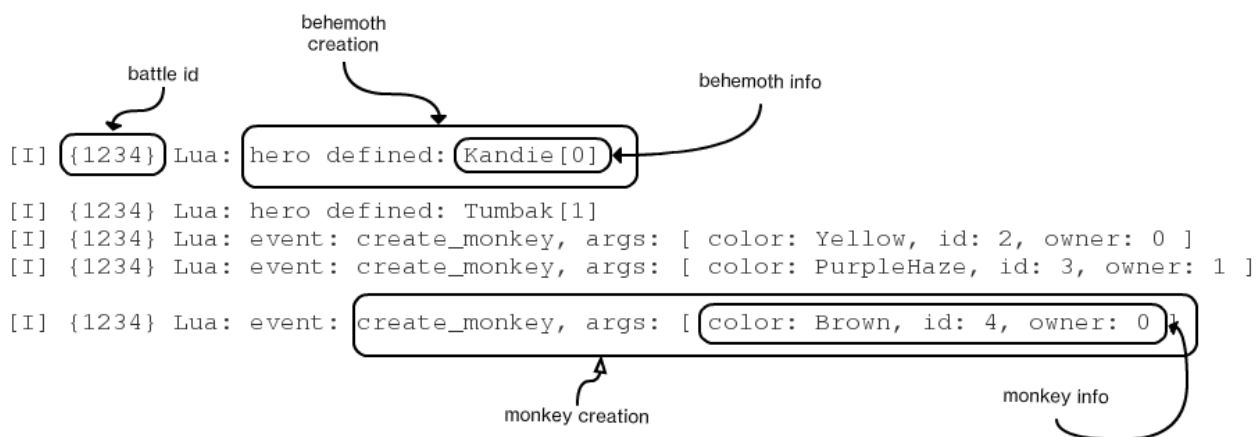 behemoth
creation
battle id
behemoth info
[I] {1234} Lua: hero defined: Kandie[0]
[I] {1234} Lua: hero defined: Tumbak[1]
[I] {1234} Lua: event: create_monkey, args: [ color: Yellow, id: 2, owner: 0 ]
[I] {1234} Lua: event: create_monkey, args: [ color: PurpleHaze, id: 3, owner: 1 ]
[I] {1234} Lua: event: create_monkey, args: [ color: Brown, id: 4, owner: 0 ]
monkey info
monkey creation